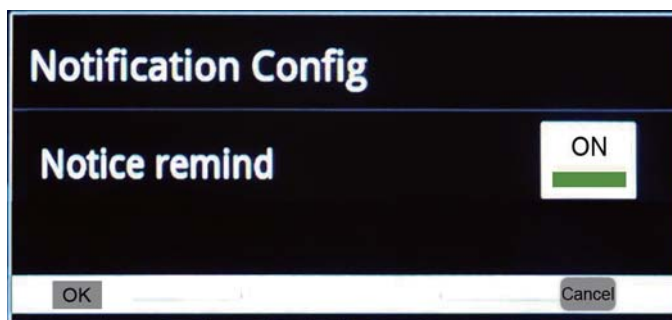 Notification Config
Notice remind
ON
OK
Cancel